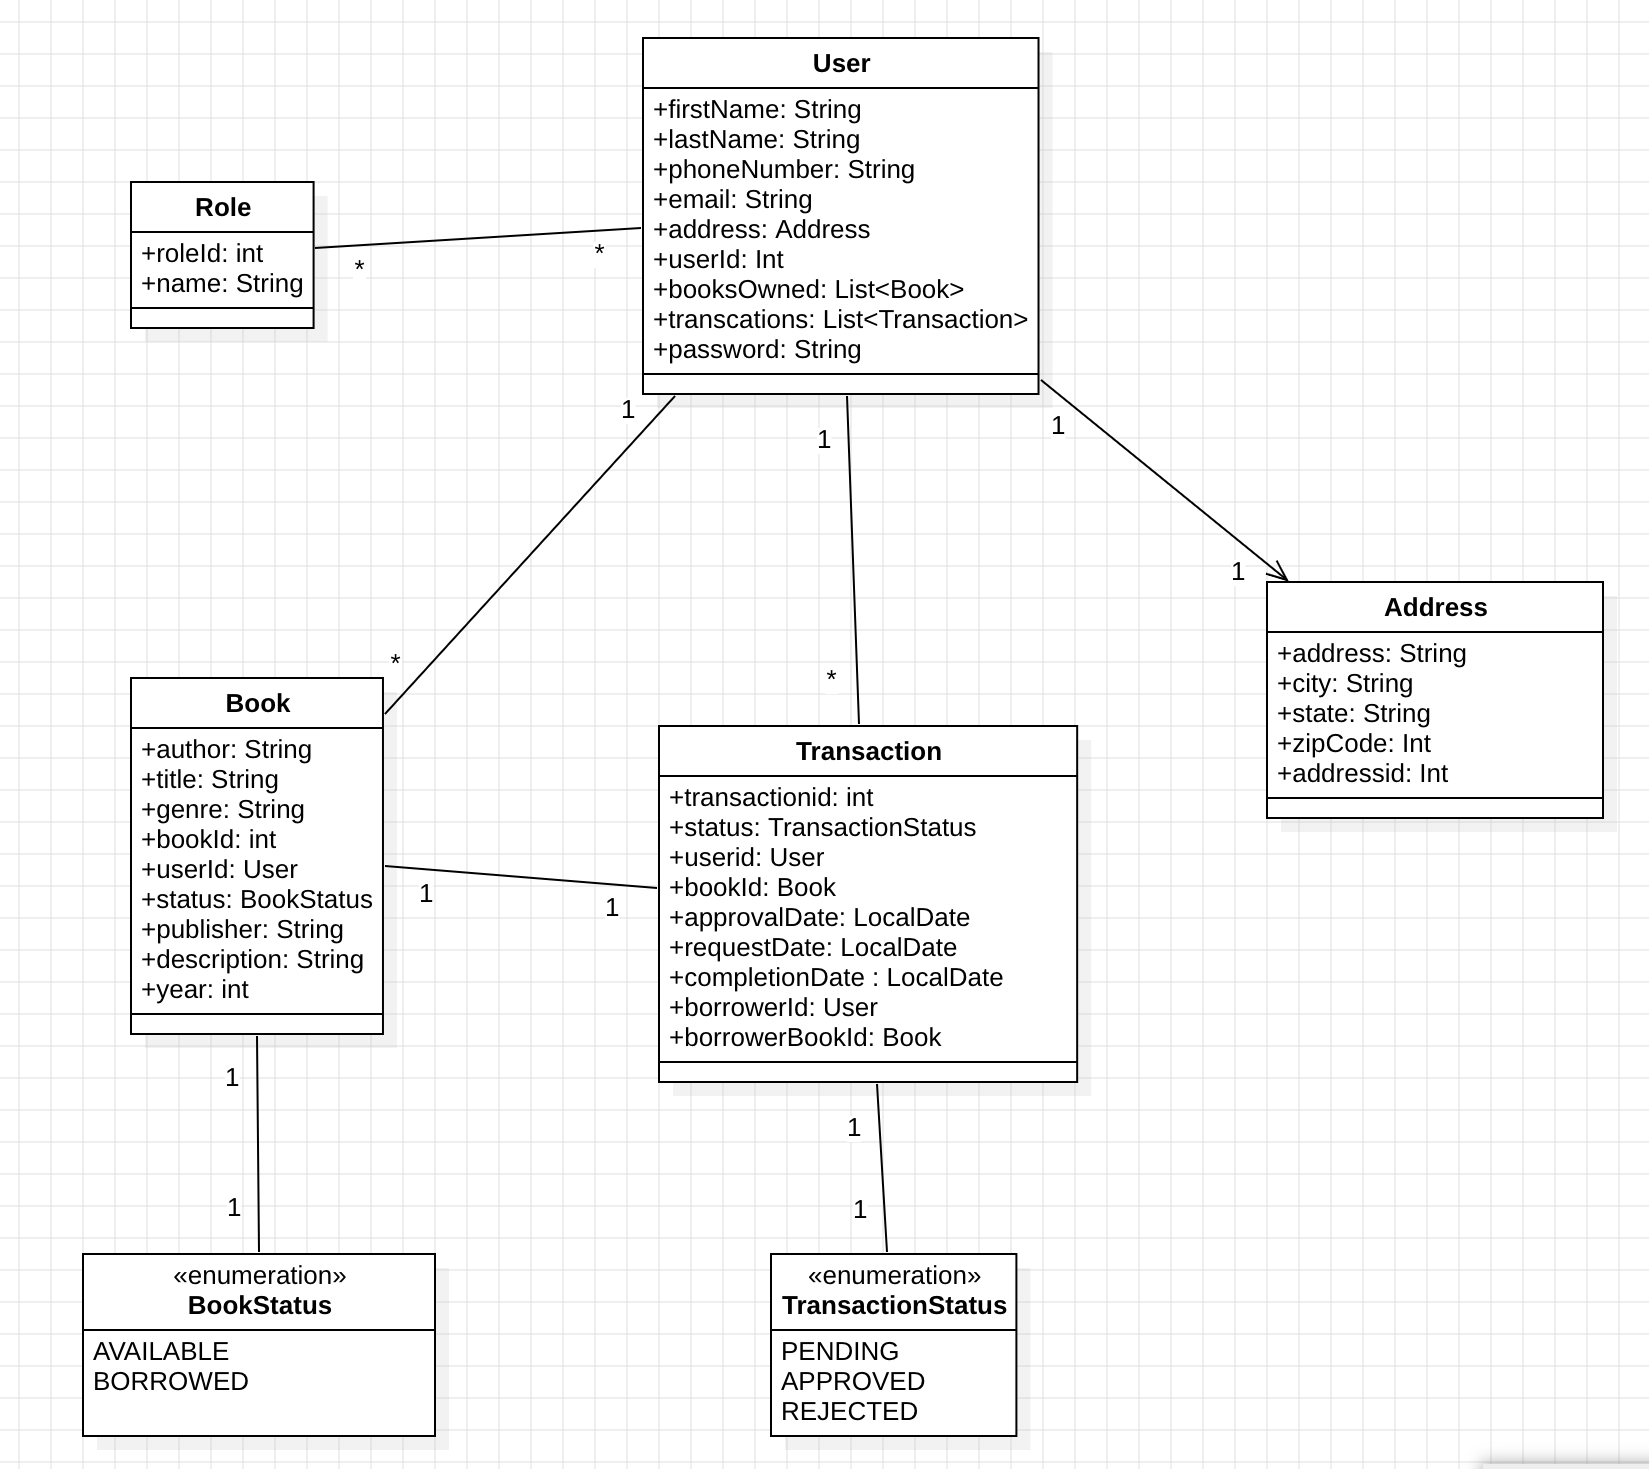 User
+firstName: String
+lastName: String
+phoneNumber: String
+email: String
+address: Address
+userId: Int
+booksOwned: List<Book>
+transcations: List<Transaction>
+password: String
Role
+roleId: int
+name: String
*
*
1
1
1
1
*
*
Address
+address: String
+city: String
+state: String
+zipCode: Int
+addressid: Int
Book
+author: String
+title: String
+genre: String
+bookId: int
+userId: User
+status: BookStatus
+publisher: String
+description: String
+year: int
1
1
Transaction
+transactionid: int
+status: TransactionStatus
+userid: User
+bookId: Book
+approvalDate: LocalDate
+requestDate: LocalDate
+completionDate : LocalDate
+borrowerId: User
+borrowerBookId: Book
1
1
1
1
«enumeration»
BookStatus
AVAILABLE
BORROWED
«enumeration»
TransactionStatus
PENDING
APPROVED
REJECTED